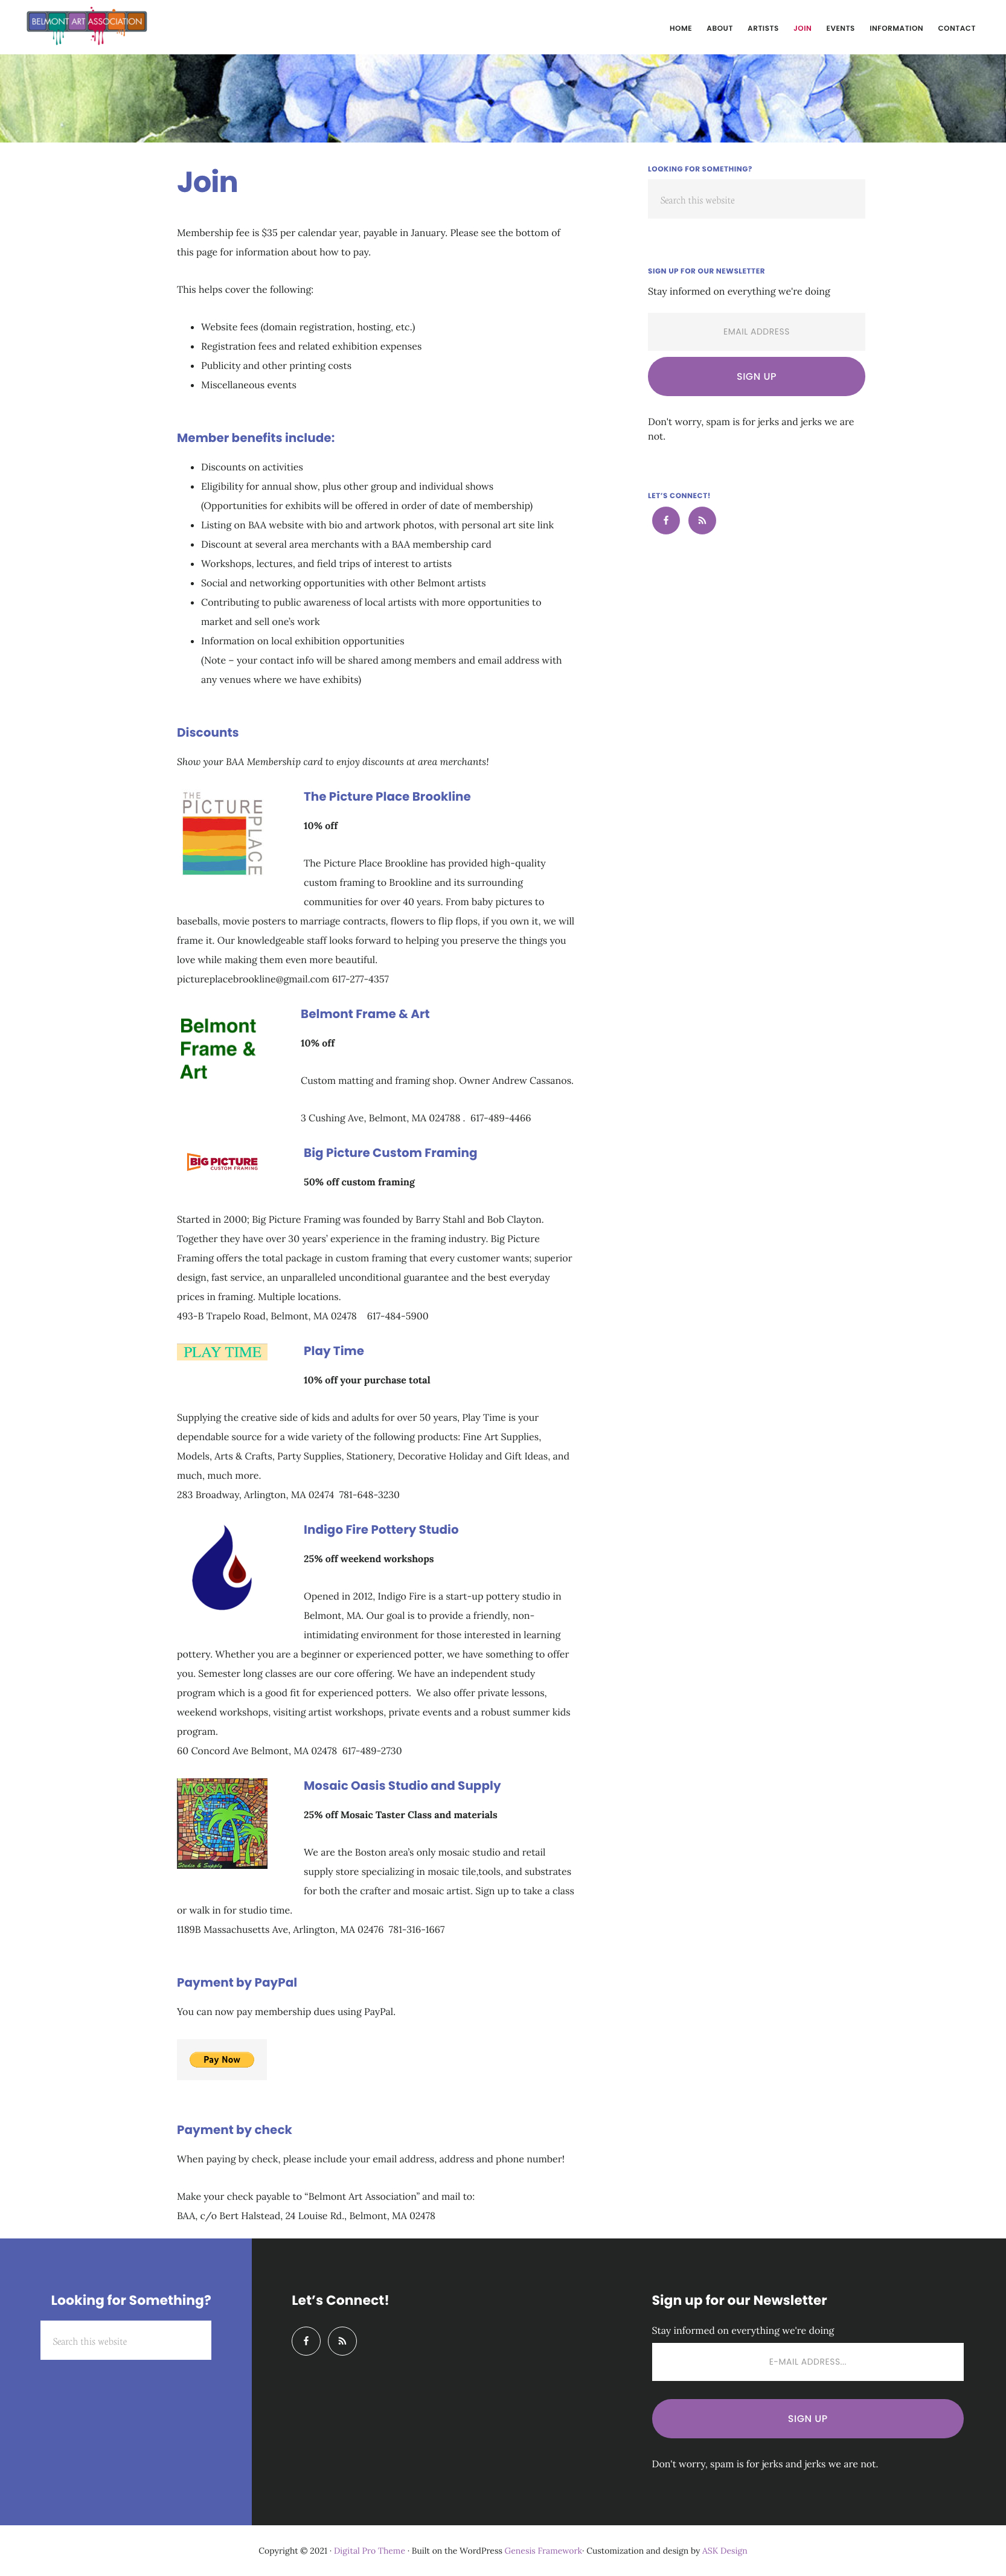 BELMONT ART ASSOCIATION
HOME ABOUT ARTISTS JOIN EVENTS INFORMATION CONTACT
Join
Membership fee is $35 per calendar year, payable in January. Please see the bottom of
this page for information about how to pay.
This helps cover the following:
• Website fees (domain registration, hosting, etc.)
• Registration fees and related exhibition expenses
• Publicity and other printing costs
• Miscellaneous events
Member benefits include:
• Discounts on activities
• Eligibility for annual show, plus other group and individual shows
(Opportunities for exhibits will be offered in order of date of membership)
• Listing on BAA website with bio and artwork photos, with personal art site link
• Discount at several area merchants with a BAA membership card
• Workshops, lectures, and field trips of interest to artists
• Social and networking opportunities with other Belmont artists
• Contributing to public awareness of local artists with more opportunities to
market and sell one's work
• Information on local exhibition opportunities
(Note – your contact info will be shared among members and email address with
any venues where we have exhibits)
Discounts
Show your BAA Membership card to enjoy discounts at area merchants!
THE
PICTURE
PLACE
The Picture Place Brookline
10% off
The Picture Place Brookline has provided high-quality
custom framing to Brookline and its surrounding
communities for over 40 years. From baby pictures to
baseballs, movie posters to marriage contracts, flowers to flip flops, if you own it, we will
frame it. Our knowledgeable staff looks forward to helping you preserve the things you
love while making them even more beautiful.
pictureplacebrookline@gmail.com 617-277-4357
Belmont
Frame &
Art
Belmont Frame & Art
10% off
Custom matting and framing shop. Owner Andrew Cassanos.
3 Cushing Ave, Belmont, MA 024788 . 617-489-4466
BIG PICTURE
CUSTOM FRAMING
Big Picture Custom Framing
50% off custom framing
Started in 2000; Big Picture Framing was founded by Barry Stahl and Bob Clayton.
Together they have over 30 years' experience in the framing industry. Big Picture
Framing offers the total package in custom framing that every customer wants; superior
design, fast service, an unparalleled unconditional guarantee and the best everyday
prices in framing. Multiple locations.
493-B Trapelo Road, Belmont, MA 02478 617-484-5900
PLAY TIME
Play Time
10% off your purchase total
Supplying the creative side of kids and adults for over 50 years, Play Time is your
dependable source for a wide variety of the following products: Fine Art Supplies,
Models, Arts & Crafts, Party Supplies, Stationery, Decorative Holiday and Gift Ideas, and
much, much more.
283 Broadway, Arlington, MA 02474 781-648-3230
Indigo Fire Pottery Studio
25% off weekend workshops
Opened in 2012, Indigo Fire is a start-up pottery studio in
Belmont, MA. Our goal is to provide a friendly, non-
intimidating environment for those interested in learning
pottery. Whether you are a beginner or experienced potter, we have something to offer
you. Semester long classes are our core offering. We have an independent study
program which is a good fit for experienced potters. We also offer private lessons,
weekend workshops, visiting artist workshops, private events and a robust summer kids
program.
60 Concord Ave Belmont, MA 02478 617-489-2730
MOSAIC
OASIS
Studio & Supply
Mosaic Oasis Studio and Supply
25% off Mosaic Taster Class and materials
We are the Boston area's only mosaic studio and retail
supply store specializing in mosaic tile,tools, and substrates
for both the crafter and mosaic artist. Sign up to take a class
or walk in for studio time.
1189B Massachusetts Ave, Arlington, MA 02476 781-316-1667
Payment by PayPal
You can now pay membership dues using PayPal.
Pay Now
Payment by check
When paying by check, please include your email address, address and phone number!
Make your check payable to “Belmont Art Association” and mail to:
BAA, c/o Bert Halstead, 24 Louise Rd., Belmont, MA 02478
LOOKING FOR SOMETHING?
Search this website
SIGN UP FOR OUR NEWSLETTER
Stay informed on everything we're doing
EMAIL ADDRESS
SIGN UP
Don't worry, spam is for jerks and jerks we are
not.
LET'S CONNECT!
Looking for Something?
Search this website
Let's Connect!
Sign up for our Newsletter
Stay informed on everything we're doing
E-MAIL ADDRESS...
SIGN UP
Don't worry, spam is for jerks and jerks we are not.
Copyright © 2021 · Digital Pro Theme · Built on the WordPress Genesis Framework· Customization and design by ASK Design